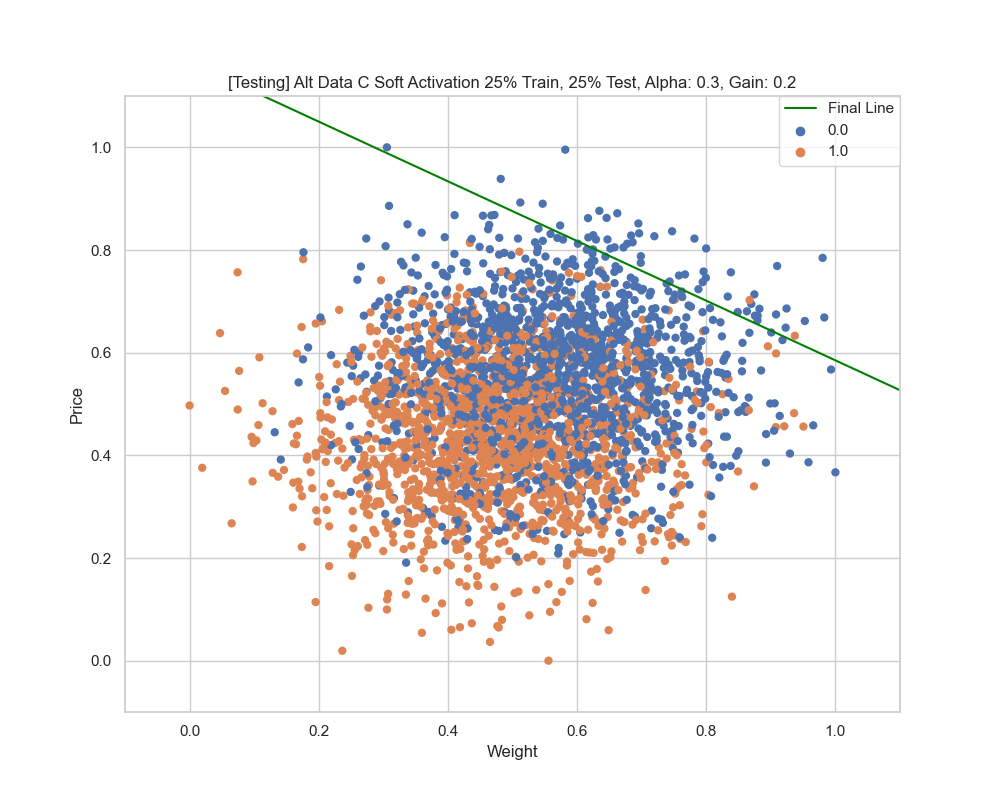 [Testing] Alt Data C Soft Activation 25% Train, 25% Test, Alpha: 0.3, Gain: 0.2
Final Line
0.0
1.0
1.0
0.8
0.6
0.4
0.2
0.0
Price
0.0 0.2 0.4 0.6 0.8 1.0
Weight